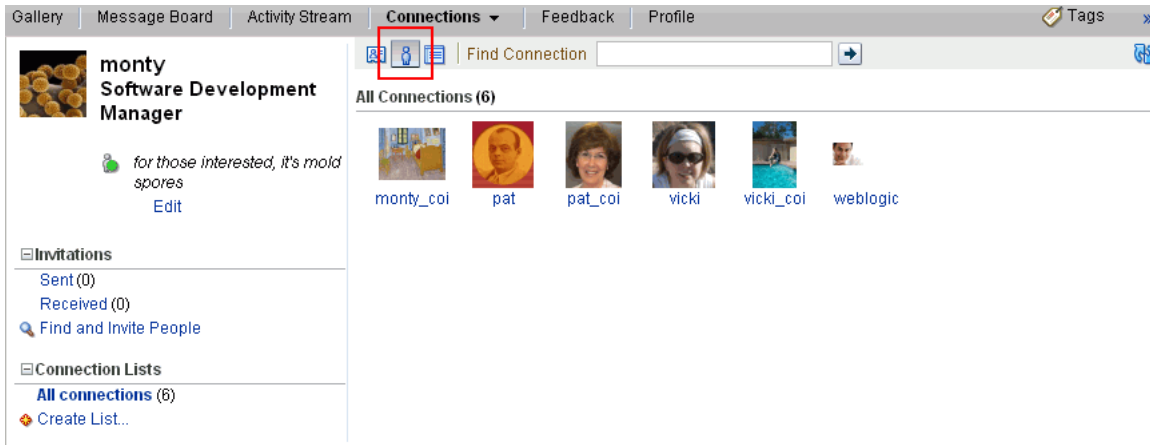 Gallery Message Board Activity Stream Connections Feedback Profile Tags »
monty
Software Development
Manager
for those interested, it's mold
spores
Edit
Invitations
Sent (0)
Received (0)
Find and Invite People
Connection Lists
All connections (6)
Create List...
Find Connection
All Connections (6)
monty_coi pat pat_coi vicki vicki_coi weblogic